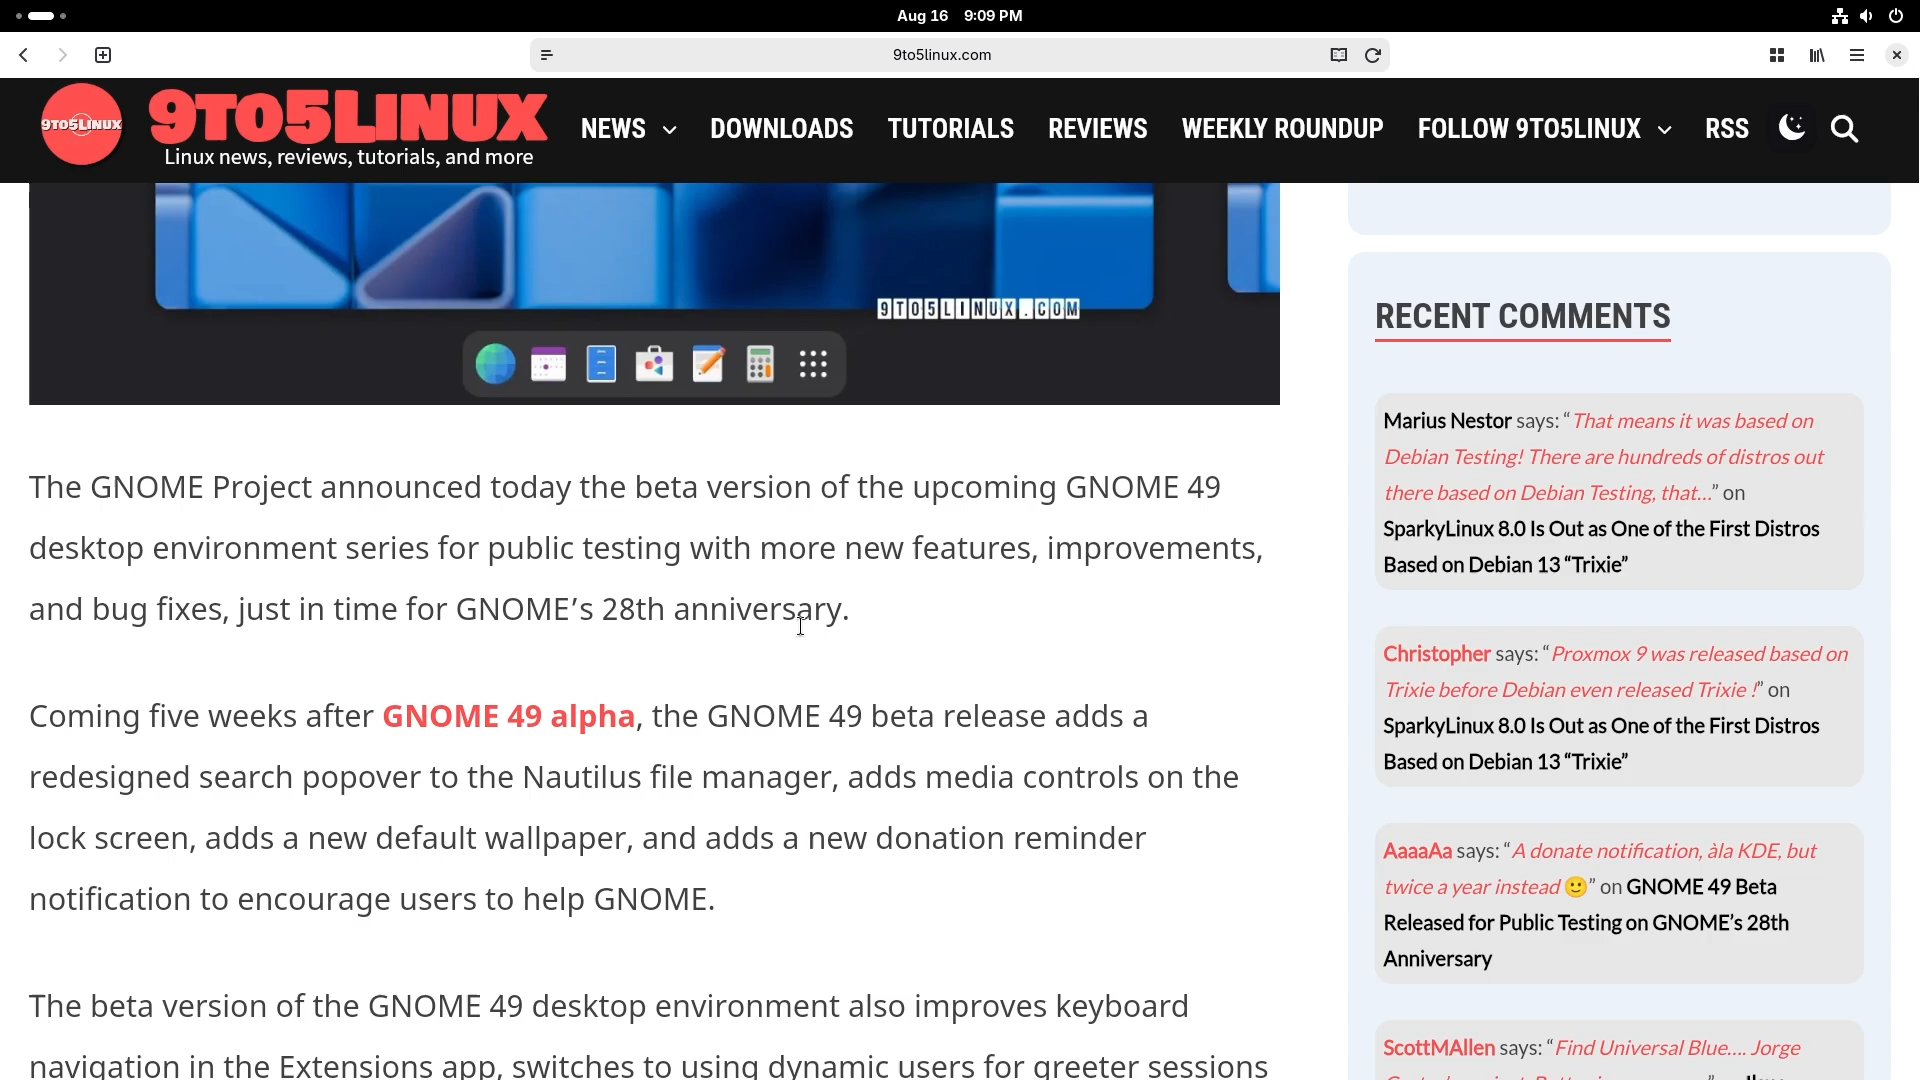 Aug 16 9:09 PM
9to5linux.com
9TO5LINUX
9TO5LINUX
Linux news, reviews, tutorials, and more
NEWS DOWNLOADS TUTORIALS REVIEWS WEEKLY ROUNDUP FOLLOW 9TO5LINUX RSS
9TO5LINUX.COM
The GNOME Project announced today the beta version of the upcoming GNOME 49
desktop environment series for public testing with more new features, improvements,
and bug fixes, just in time for GNOME’s 28th anniversary.
Coming five weeks after GNOME 49 alpha, the GNOME 49 beta release adds a
redesigned search popover to the Nautilus file manager, adds media controls on the
lock screen, adds a new default wallpaper, and adds a new donation reminder
notification to encourage users to help GNOME.
The beta version of the GNOME 49 desktop environment also improves keyboard
navigation in the Extensions app, switches to using dynamic users for greeter sessions
RECENT COMMENTS
Marius Nestor says: “That means it was based on
Debian Testing! There are hundreds of distros out
there based on Debian Testing, that...” on
SparkyLinux 8.0 Is Out as One of the First Distros
Based on Debian 13 “Trixie”
Christopher says: “Proxmox 9 was released based on
Trixie before Debian even released Trixie !” on
SparkyLinux 8.0 Is Out as One of the First Distros
Based on Debian 13 “Trixie”
AaaaAa says: “A donate notification, àla KDE, but
twice a year instead 🙂” on GNOME 49 Beta
Released for Public Testing on GNOME’s 28th
Anniversary
ScottMAllen says: “Find Universal Blue.... Jorge